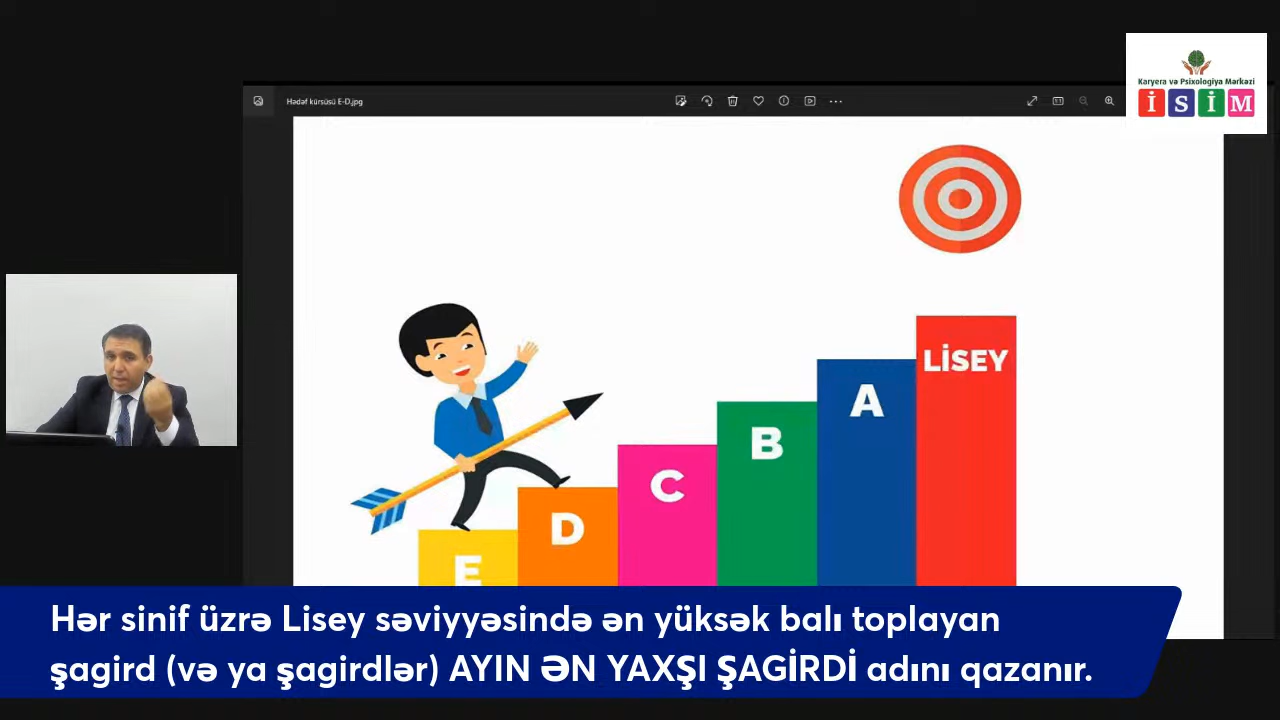 Karyera və Psixologiya Mərkəzi
İSİM
Hədəf kürsüsü E-D.jpg
LİSEY
A
B
C
D
E
Hər sinif üzrə Lisey səviyyəsində ən yüksək balı toplayan
şagird (və ya şagirdlər) AYIN ƏN YAXŞI ŞAGİRDİ adını qazanır.